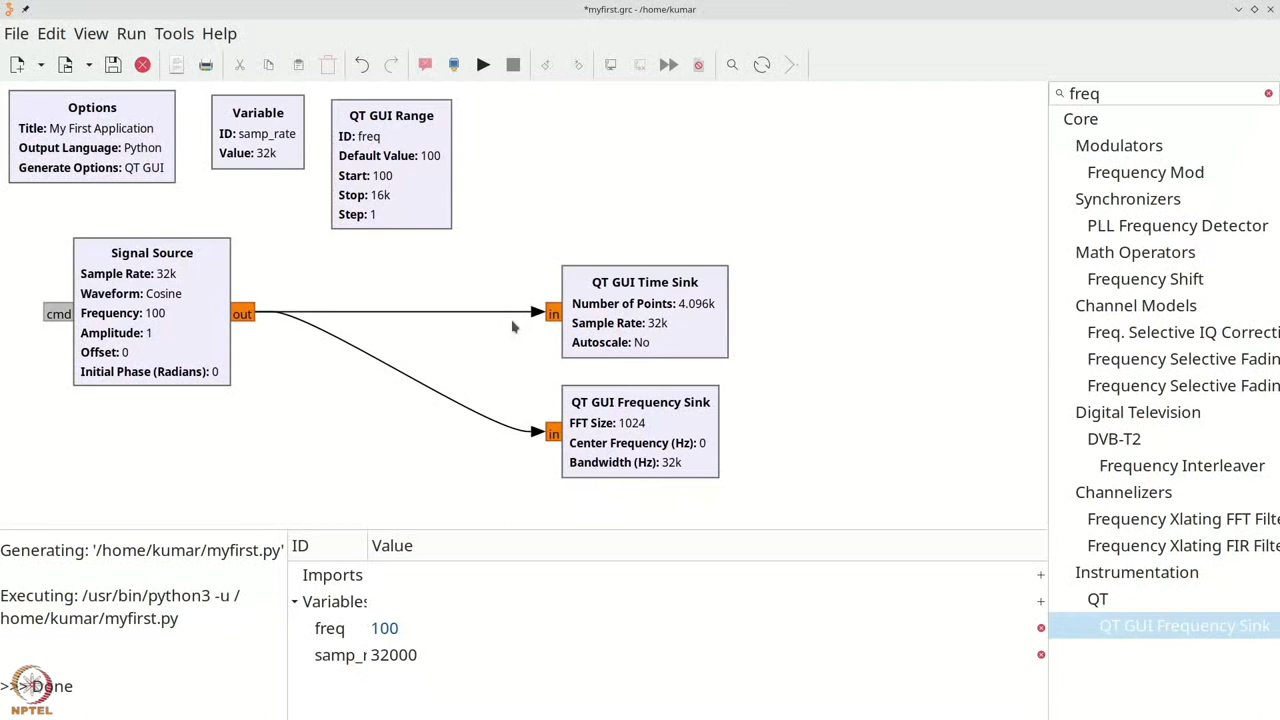 *myfirst.grc - /home/kumar
File Edit View Run Tools Help
Options
Title: My First Application
Output Language: Python
Generate Options: QT GUI
Variable
ID: samp_rate
Value: 32k
QT GUI Range
ID: freq
Default Value: 100
Start: 100
Stop: 16k
Step: 1
Signal Source
Sample Rate: 32k
Waveform: Cosine
Frequency: 100
Amplitude: 1
Offset: 0
Initial Phase (Radians): 0
cmd
out
in
QT GUI Time Sink
Number of Points: 4.096k
Sample Rate: 32k
Autoscale: No
in
QT GUI Frequency Sink
FFT Size: 1024
Center Frequency (Hz): 0
Bandwidth (Hz): 32k
freq
Core
Modulators
Frequency Mod
Synchronizers
PLL Frequency Detector
Math Operators
Frequency Shift
Channel Models
Freq. Selective IQ Correcti
Frequency Selective Fadin
Frequency Selective Fadin
Digital Television
DVB-T2
Frequency Interleaver
Channelizers
Frequency Xlating FFT Filte
Frequency Xlating FIR Filte
Instrumentation
QT
QT GUI Frequency Sink
Generating: '/home/kumar/myfirst.py'
Executing: /usr/bin/python3 -u /
home/kumar/myfirst.py
>>> Done
NPTEL
ID Value
Imports
Variables
freq 100
samp_r 32000